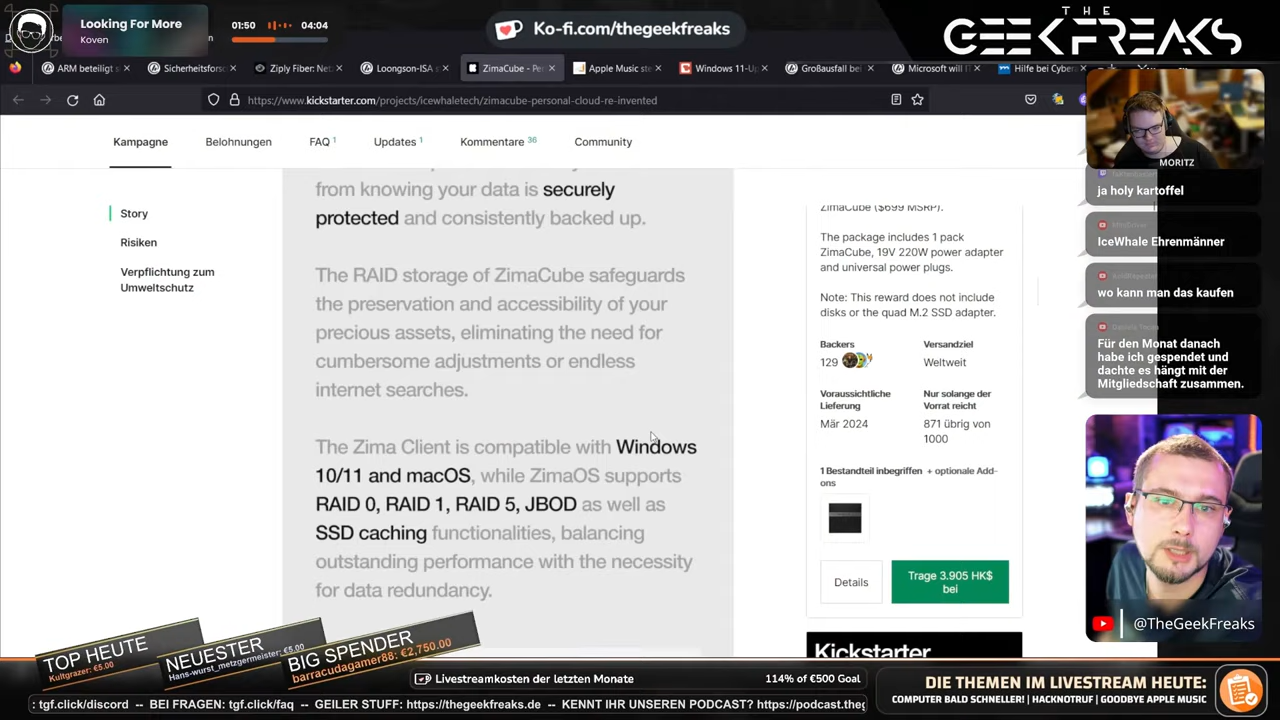 Looking For More
Koven
01:50
04:04
Ko-fi.com/thegeekfreaks
THE
GEEKFREAKS
ARM beteiligt s
Sicherheitsforsc
Ziply Fiber: Net
Loongson-ISA s
ZimaCube - Pe
Apple Music ste
Windows 11-Up
Großausfall bei
Microsoft will IT
Hilfe bei Cyber
https://www.kickstarter.com/projects/icewhaletech/zimacube-personal-cloud-re-invented
Kampagne
Belohnungen
FAQ 1
Updates 1
Kommentare 36
Community
Story
Risiken
Verpflichtung zum
Umweltschutz
from knowing your data is securely
protected and consistently backed up.
The RAID storage of ZimaCube safeguards
the preservation and accessibility of your
precious assets, eliminating the need for
cumbersome adjustments or endless
internet searches.
The Zima Client is compatible with Windows
10/11 and macOS, while ZimaOS supports
RAID 0, RAID 1, RAID 5, JBOD as well as
SSD caching functionalities, balancing
outstanding performance with the necessity
for data redundancy.
ZimaCube ($699 MSRP).
The package includes 1 pack
ZimaCube, 19V 220W power adapter
and universal power plugs.
Note: This reward does not include
disks or the quad M.2 SSD adapter.
Backers
129
Versandziel
Weltweit
Voraussichtliche
Lieferung
Mär 2024
Nur solange der
Vorrat reicht
871 übrig von
1000
1 Bestandteil inbegriffen + optionale Add-
ons
Details
Trage 3.905 HK$
bei
Kickstarter
MORITZ
ja holy kartoffel
IceWhale Ehrenmänner
wo kann man das kaufen
Für den Monat danach
habe ich gespendet und
dachte es hängt mit der
Mitgliedschaft zusammen.
@TheGeekFreaks
TOP HEUTE
Kultgrazer: €5.00
NEUESTER
Hans-wurst_metzgermeister: €5.00
BIG SPENDER
barracudagamer88: €2,750.00
Livestreamkosten der letzten Monate
114% of €500 Goal
DIE THEMEN IM LIVESTREAM HEUTE:
COMPUTER BALD SCHNELLER! | HACKNOTRUF | GOODBYE APPLE MUSIC
: tgf.click/discord -- BEI FRAGEN: tgf.click/faq -- GEILER STUFF: https://thegeekfreaks.de -- KENNT IHR UNSEREN PODCAST? https://podcast.theg